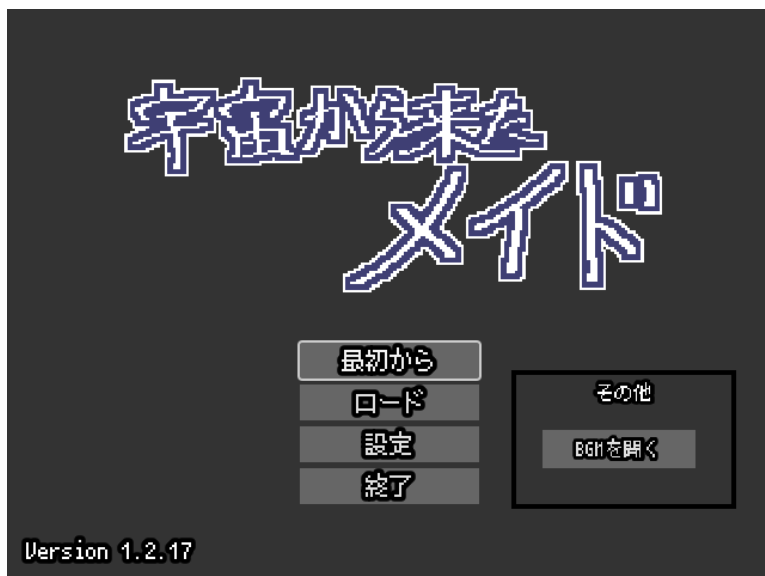 宇宙から来た
メイド
最初から
ロード
設定
終了
その他
BGMを聞く
Version 1.2.17